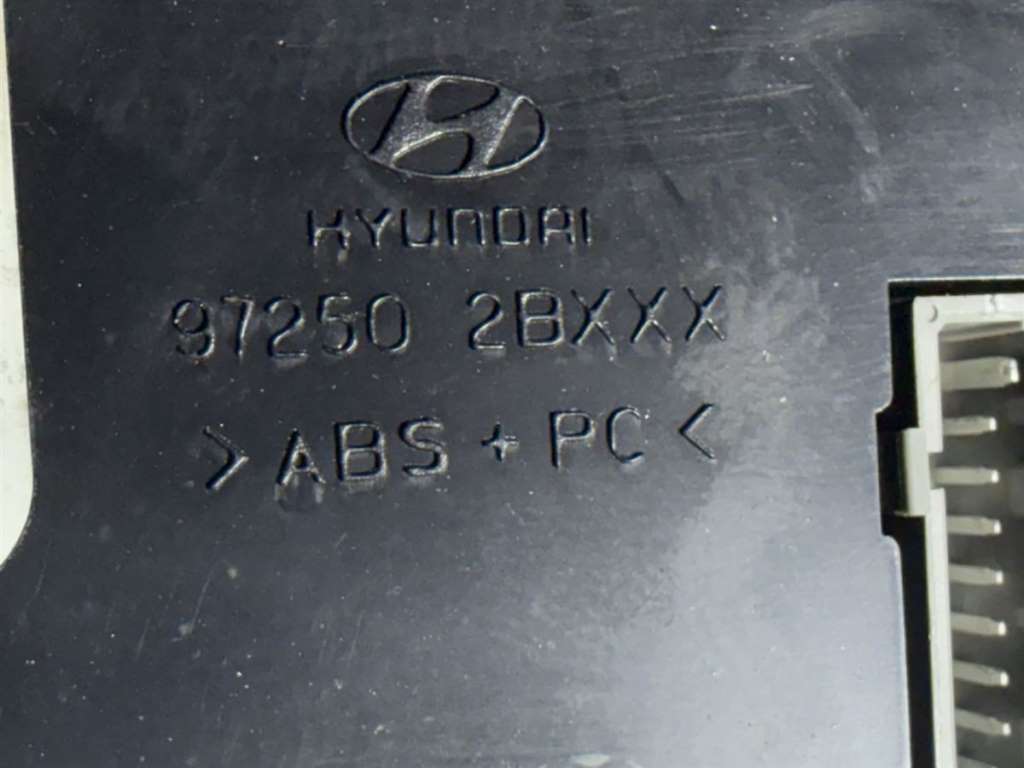 HYUNDAI
97250 2BXXX
>ABS + PC<